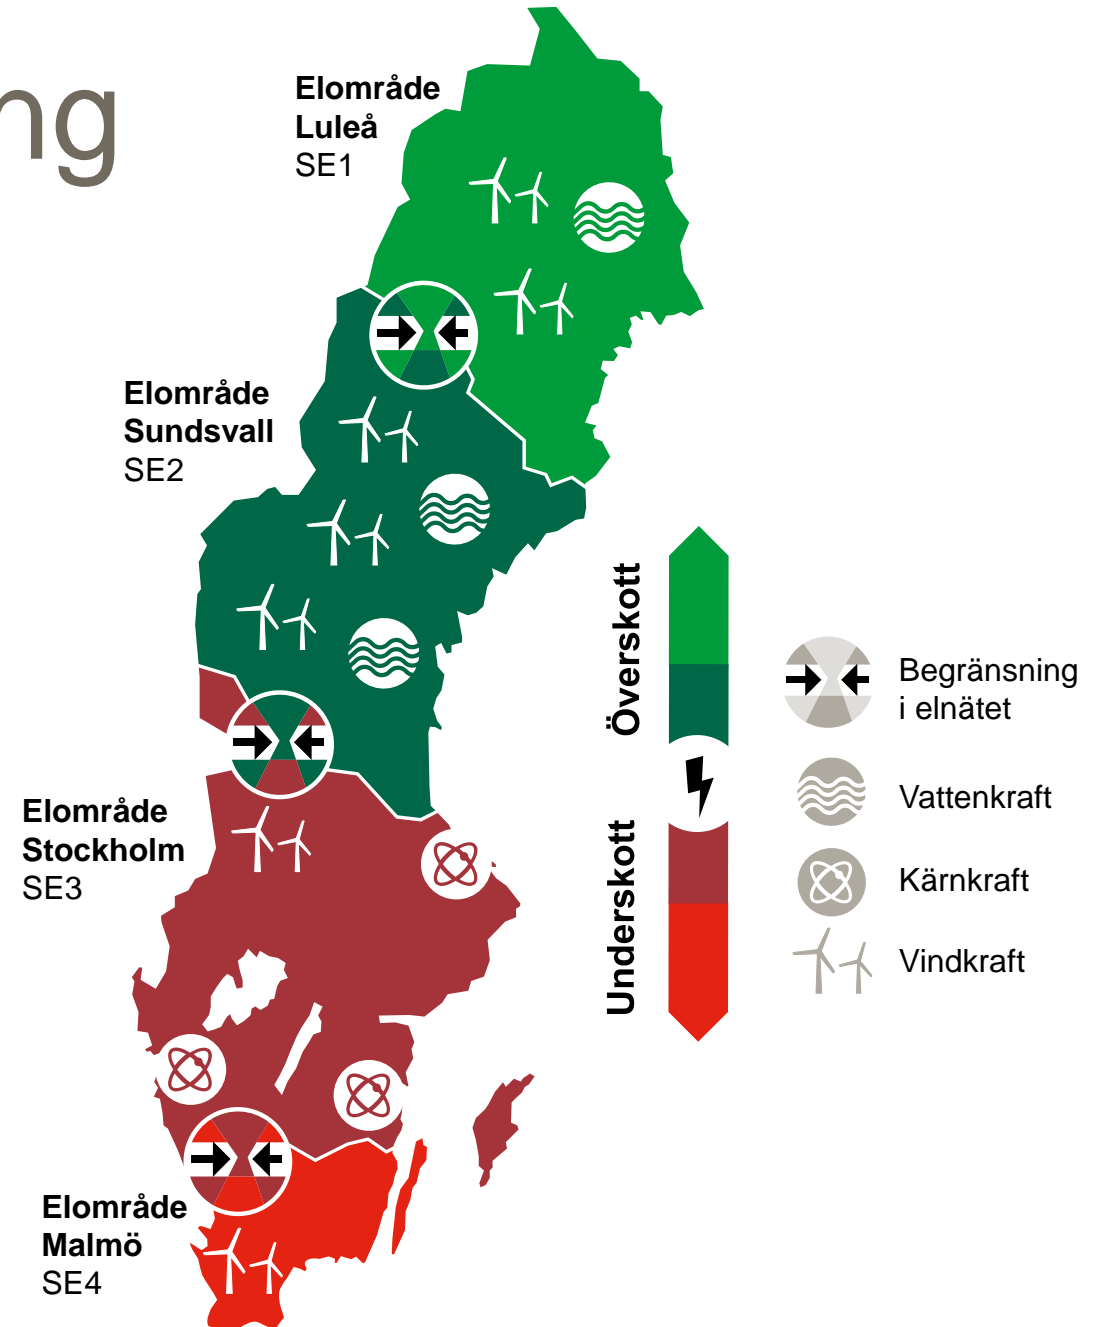 ng
Elområde
Luleå
SE1
Elområde
Sundsvall
SE2
Elområde
Stockholm
SE3
Elområde
Malmö
SE4
Överskott
Underskott
Begränsning
i elnätet
Vattenkraft
Kärnkraft
Vindkraft